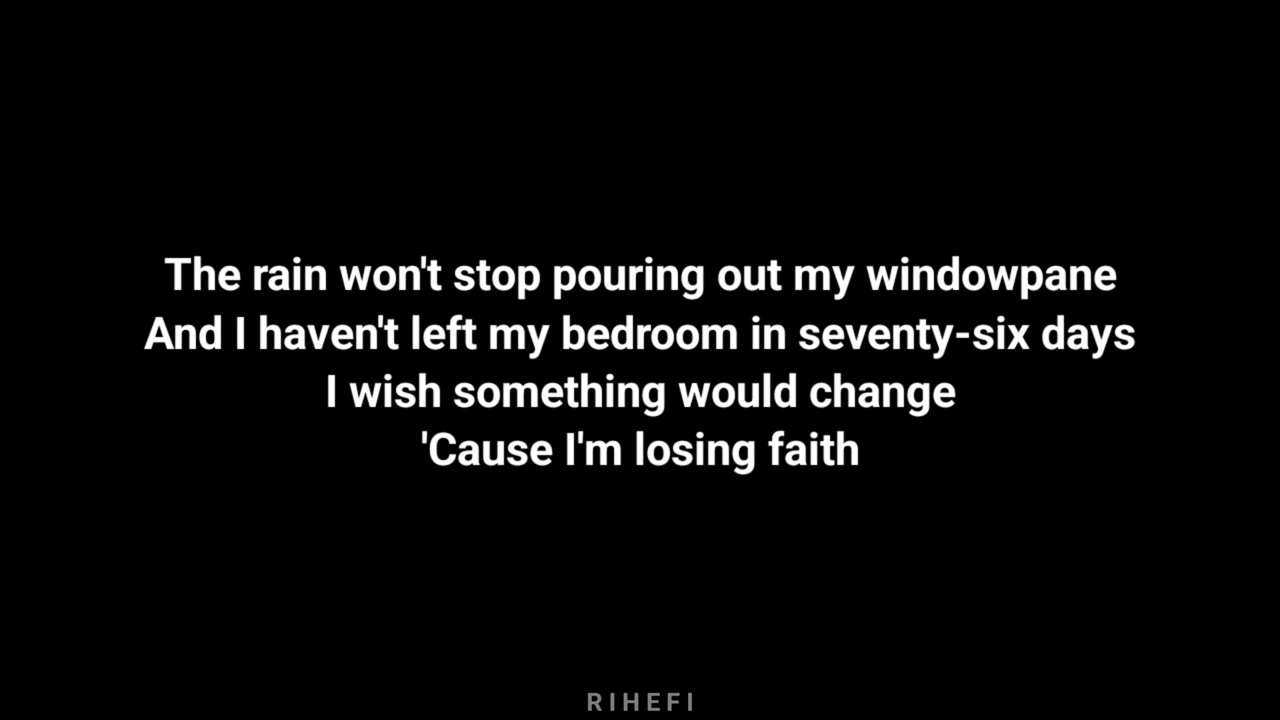 The rain won't stop pouring out my windowpane
And I haven't left my bedroom in seventy-six days
I wish something would change
'Cause I'm losing faith
RIHEFI